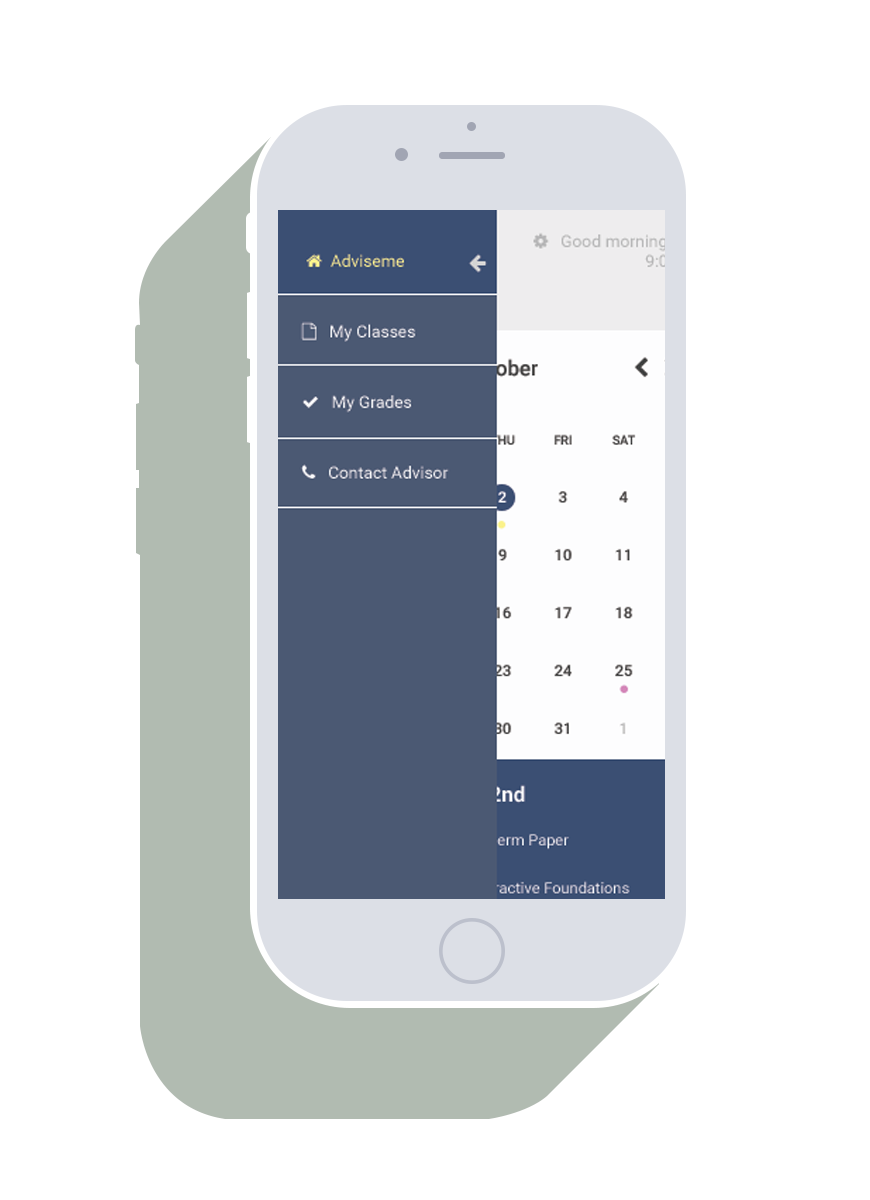 Adviseme
My Classes
My Grades
Contact Advisor
Good morning
9:0
ober
HU FRI SAT
2 3 4
9 10 11
16 17 18
23 24 25
30 31 1
2nd
erm Paper
ractive Foundations